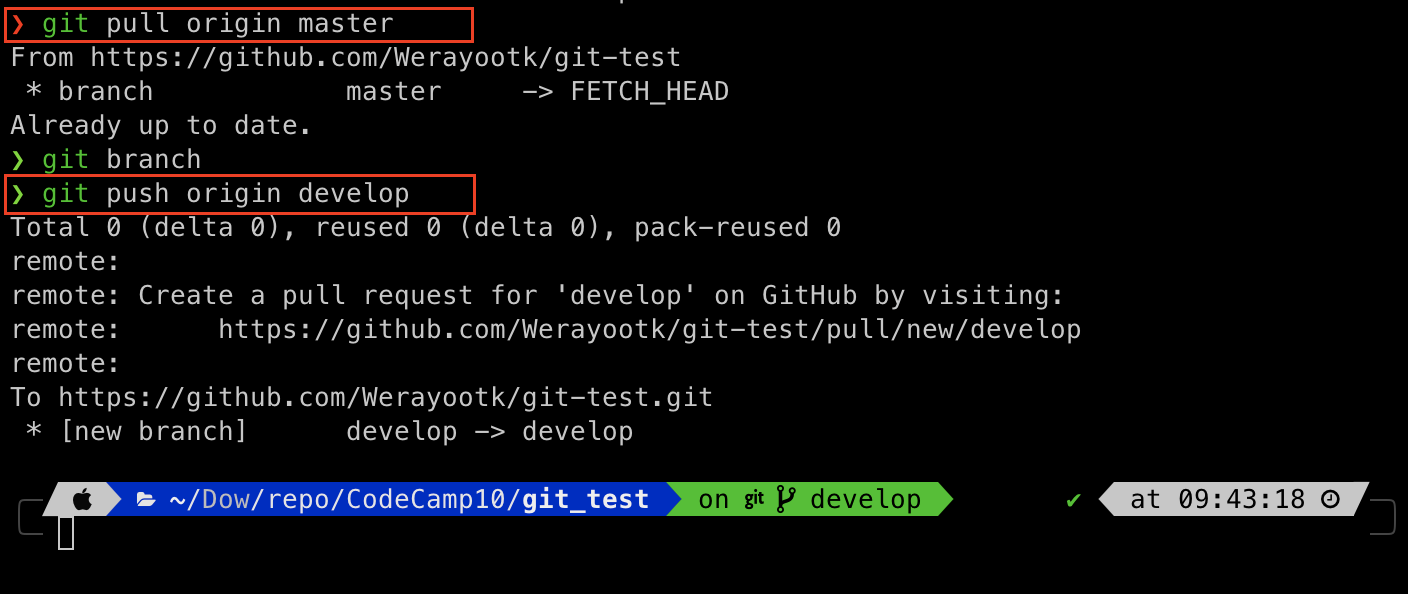 ❯ git pull origin master
From https://github.com/Werayootk/git-test
 * branch            master     -> FETCH_HEAD
Already up to date.
❯ git branch
❯ git push origin develop
Total 0 (delta 0), reused 0 (delta 0), pack-reused 0
remote:
remote: Create a pull request for 'develop' on GitHub by visiting:
remote:      https://github.com/Werayootk/git-test/pull/new/develop
remote:
To https://github.com/Werayootk/git-test.git
 * [new branch]      develop -> develop
~/Dow/repo/CodeCamp10/git_test on git develop ✔ at 09:43:18